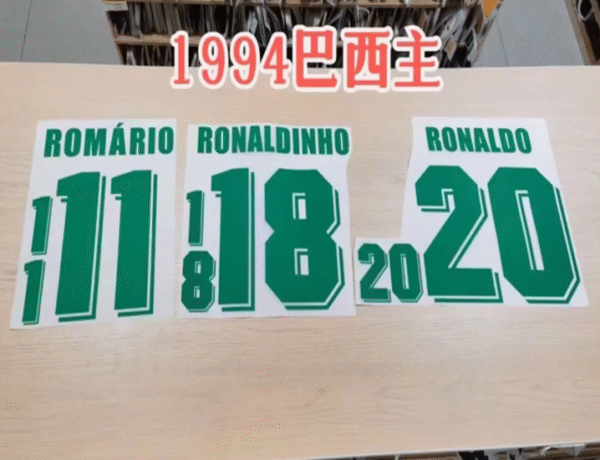 1994巴西主
ROMÁRIO
11
11
RONALDINHO
18
18
RONALDO
20
20